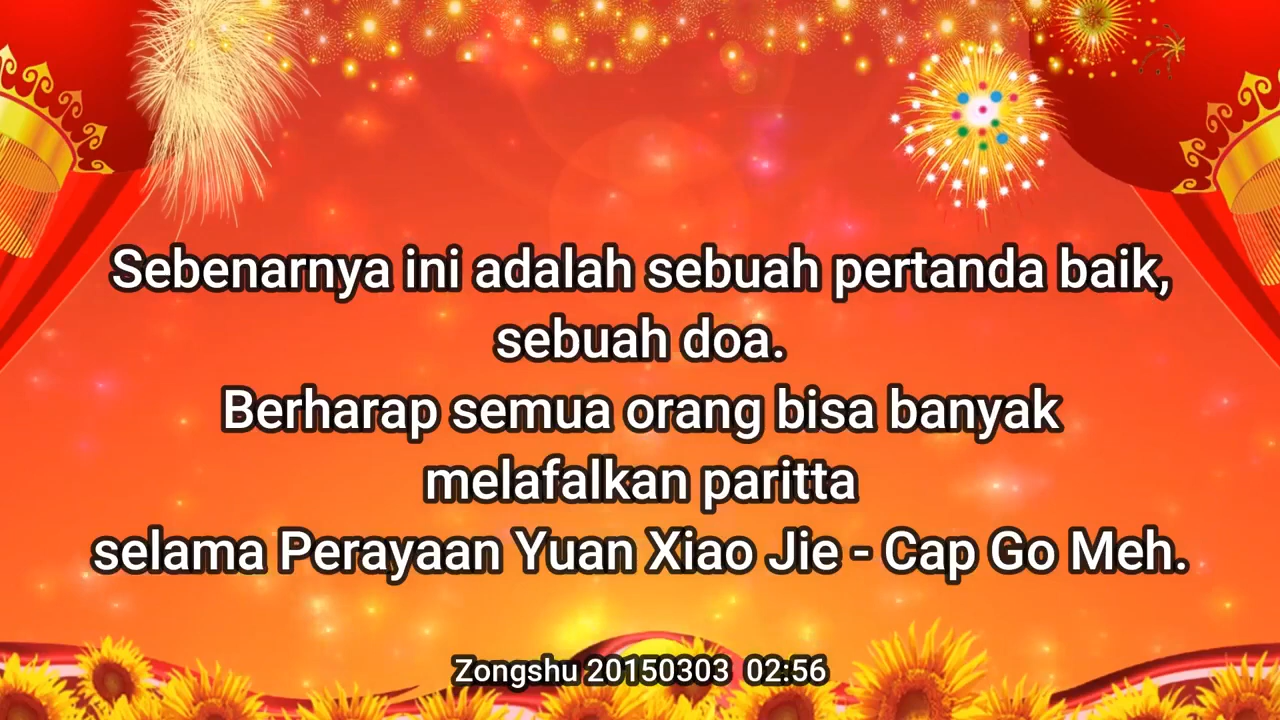 Sebenarnya ini adalah sebuah pertanda baik,
sebuah doa.
Berharap semua orang bisa banyak
melafalkan paritta
selama Perayaan Yuan Xiao Jie - Cap Go Meh.
Zongshu 20150303 02:56